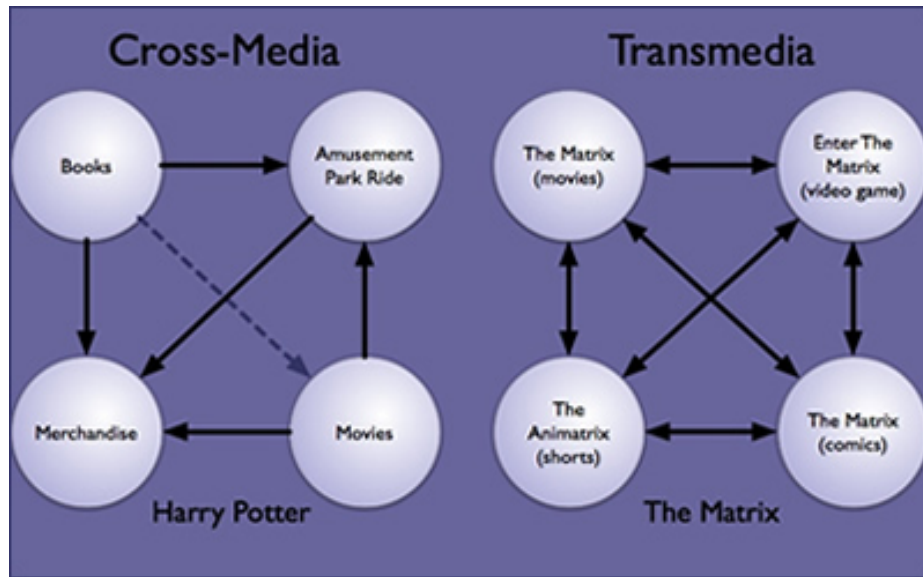 Cross-Media
Books
Amusement
Park Ride
Merchandise
Movies
Harry Potter
Transmedia
The Matrix
(movies)
Enter The
Matrix
(video game)
The
Animatrix
(shorts)
The Matrix
(comics)
The Matrix